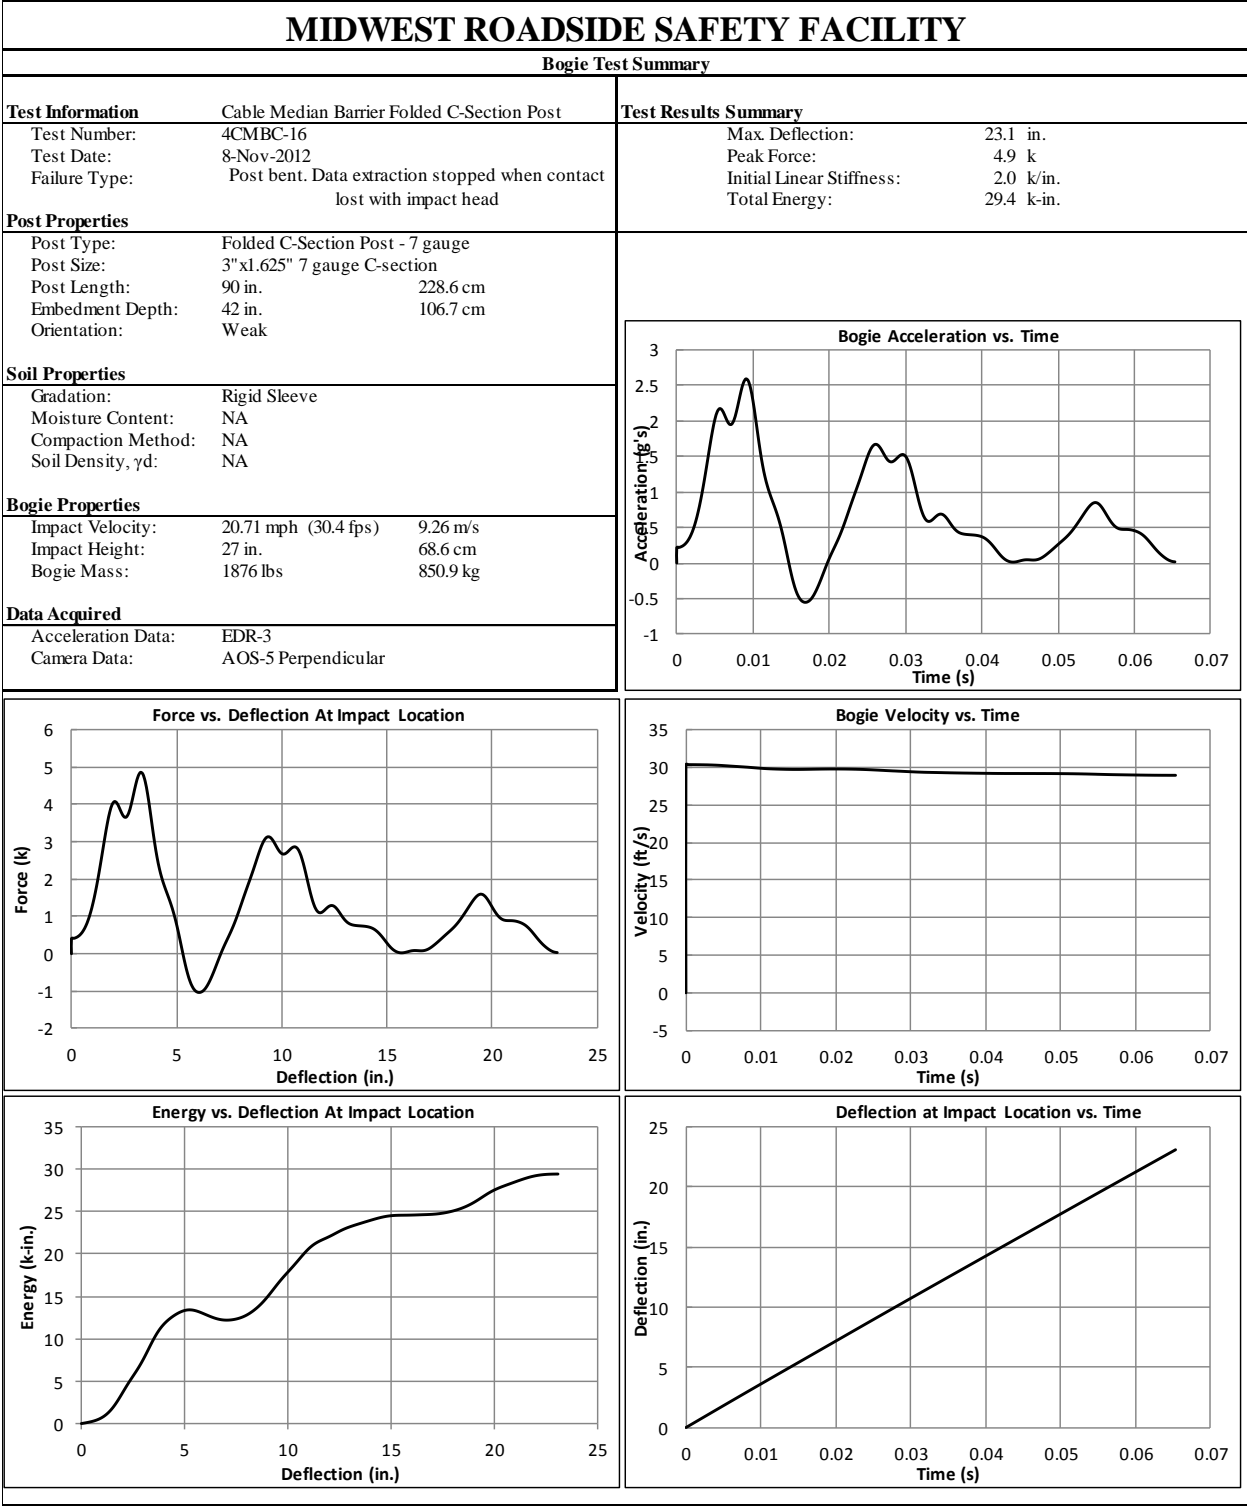 MIDWEST ROADSIDE SAFETY FACILITY
Bogie Test Summary
Test Information Cable Median Barrier Folded C-Section Post
Test Number: 4CMBC-16
Test Date: 8-Nov-2012
Failure Type: Post bent. Data extraction stopped when contact
lost with impact head
Post Properties
Post Type: Folded C-Section Post - 7 gauge
Post Size: 3"x1.625" 7 gauge C-section
Post Length: 90 in. 228.6 cm
Embedment Depth: 42 in. 106.7 cm
Orientation: Weak
Soil Properties
Gradation: Rigid Sleeve
Moisture Content: NA
Compaction Method: NA
Soil Density, γd: NA
Bogie Properties
Impact Velocity: 20.71 mph (30.4 fps) 9.26 m/s
Impact Height: 27 in. 68.6 cm
Bogie Mass: 1876 lbs 850.9 kg
Data Acquired
Acceleration Data: EDR-3
Camera Data: AOS-5 Perpendicular
Test Results Summary
Max. Deflection: 23.1 in.
Peak Force: 4.9 k
Initial Linear Stiffness: 2.0 k/in.
Total Energy: 29.4 k-in.
Bogie Acceleration vs. Time
Acceleration (g's)
3
2.5
2
1.5
1
0.5
0
-0.5
-1
0 0.01 0.02 0.03 0.04 0.05 0.06 0.07
Time (s)
Force vs. Deflection At Impact Location
Force (k)
6
5
4
3
2
1
0
-1
-2
0 5 10 15 20 25
Deflection (in.)
Bogie Velocity vs. Time
Velocity (ft/s)
35
30
25
20
15
10
5
0
-5
0 0.01 0.02 0.03 0.04 0.05 0.06 0.07
Time (s)
Energy vs. Deflection At Impact Location
Energy (k-in.)
35
30
25
20
15
10
5
0
0 5 10 15 20 25
Deflection (in.)
Deflection at Impact Location vs. Time
Deflection (in.)
25
20
15
10
5
0
0 0.01 0.02 0.03 0.04 0.05 0.06 0.07
Time (s)